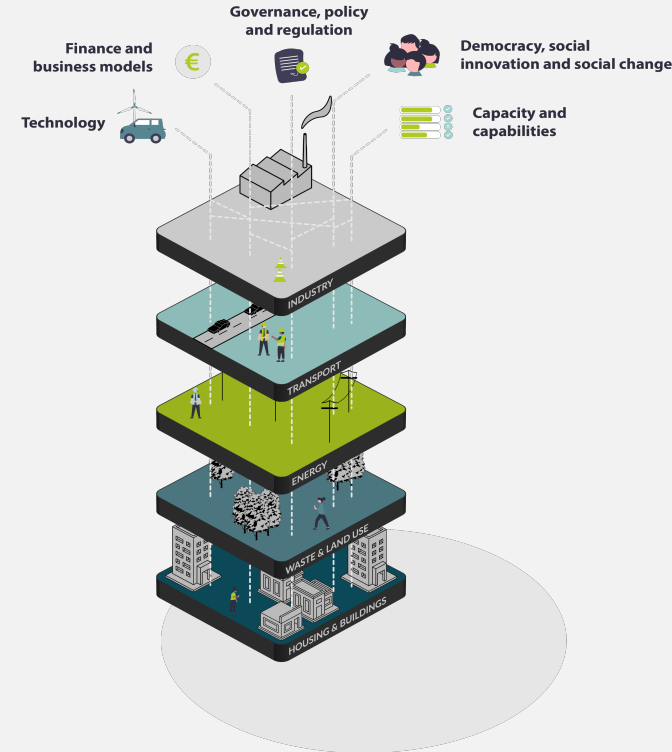 Governance, policy
and regulation
Finance and
business models
€
Democracy, social
innovation and social change
Technology
Capacity and
capabilities
INDUSTRY
TRANSPORT
ENERGY
WASTE & LAND USE
HOUSING & BUILDINGS